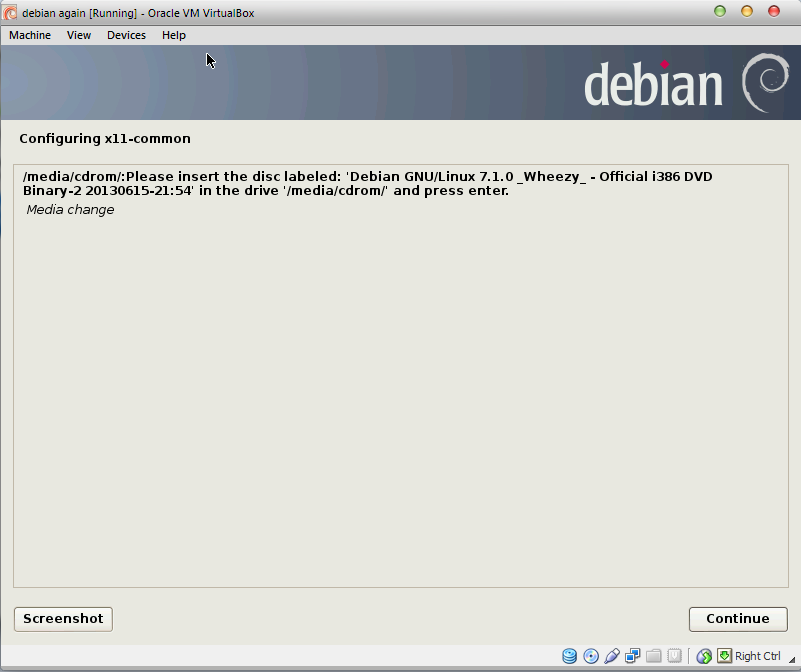 debian again [Running] - Oracle VM VirtualBox
Machine View Devices Help
debian
Configuring x11-common
/media/cdrom/:Please insert the disc labeled: 'Debian GNU/Linux 7.1.0 _Wheezy_ - Official i386 DVD
Binary-2 20130615-21:54' in the drive '/media/cdrom/' and press enter.
Media change
Screenshot Continue
Right Ctrl